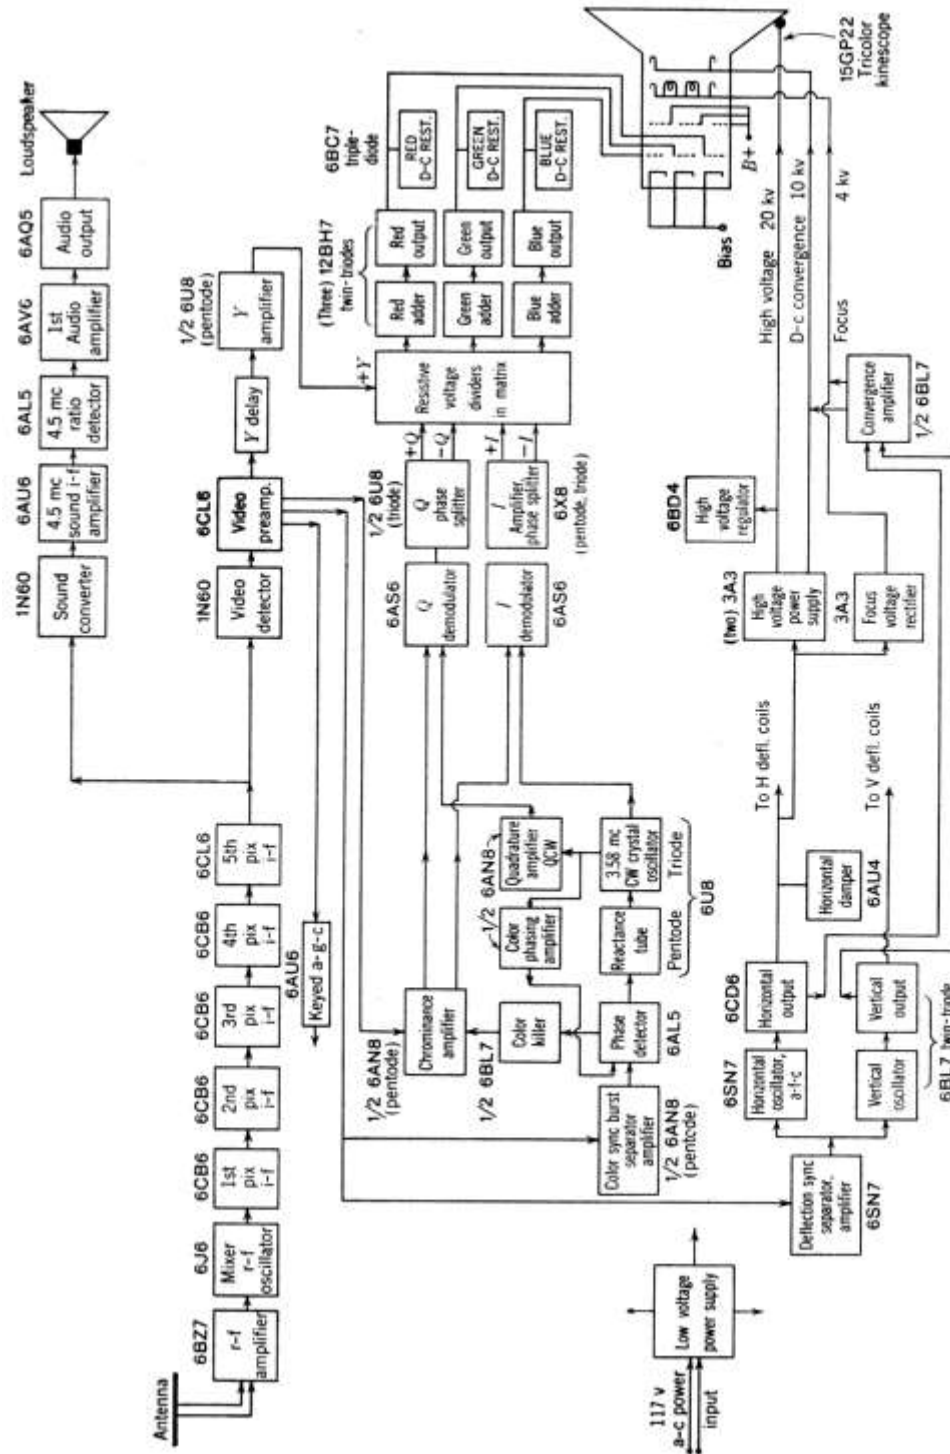 Antenna
6BZ7
r-f
amplifier
6J6
Mixer
r-f
oscillator
6CB6
1st
pix
i-f
6CB6
2nd
pix
i-f
6CB6
3rd
pix
i-f
6CB6
4th
pix
i-f
6CL6
5th
pix
i-f
1N60
Sound
converter
6AU6
4.5 mc
sound i-f
amplifier
6AL5
4.5 mc
ratio
detector
6AV6
1st
Audio
amplifier
6AQ5
Audio
output
Loudspeaker
1N60
Video
detector
6CL6
Video
preamp.
Y delay
1/2 6U8
(pentode)
Y
amplifier
6AU6
Keyed a-g-c
1/2 6AN8
(pentode)
Chrominance
amplifier
1/2 6BL7
Color
killer
Color sync burst
separator
amplifier
1/2 6AN8
(pentode)
Phase
detector
6AL5
1/2 6AN8
Color
phasing
amplifier
Quadrature
amplifier
QCW
Reactance
tube
3.58 mc
CW crystal
oscillator
Pentode
Triode
6U8
6AS6
Q
demodulator
I
demodulator
6AS6
1/2 6U8
(triode)
Q
phase
splitter
I
Amplifier,
phase splitter
6X8
(pentode, triode)
+Q
-Q
+I
-I
+Y
Resistive
voltage
dividers
in matrix
(Three) 12BH7
twin-triodes
Red
adder
Red
output
Green
adder
Green
output
Blue
adder
Blue
output
6BC7
triple-
diode
RED
D-C REST.
GREEN
D-C REST.
BLUE
D-C REST.
15GP22
Tricolor
kinescope
B+
Bias
High voltage 20 kv
D-c convergence 10 kv
Focus 4 kv
117 v
a-c power
input
Low voltage
power supply
Deflection sync
separator,
amplifier
6SN7
6SN7
Horizontal
oscillator,
a-f-c
6CD6
Horizontal
output
Vertical
oscillator
Vertical
output
6BL7 twin-triode
Horizontal
damper
6AU4
To H defl. coils
To V defl. coils
(two) 3A3
High
voltage
power
supply
3A3
Focus
voltage
rectifier
6BD4
High
voltage
regulator
Convergence
amplifier
1/2 6BL7